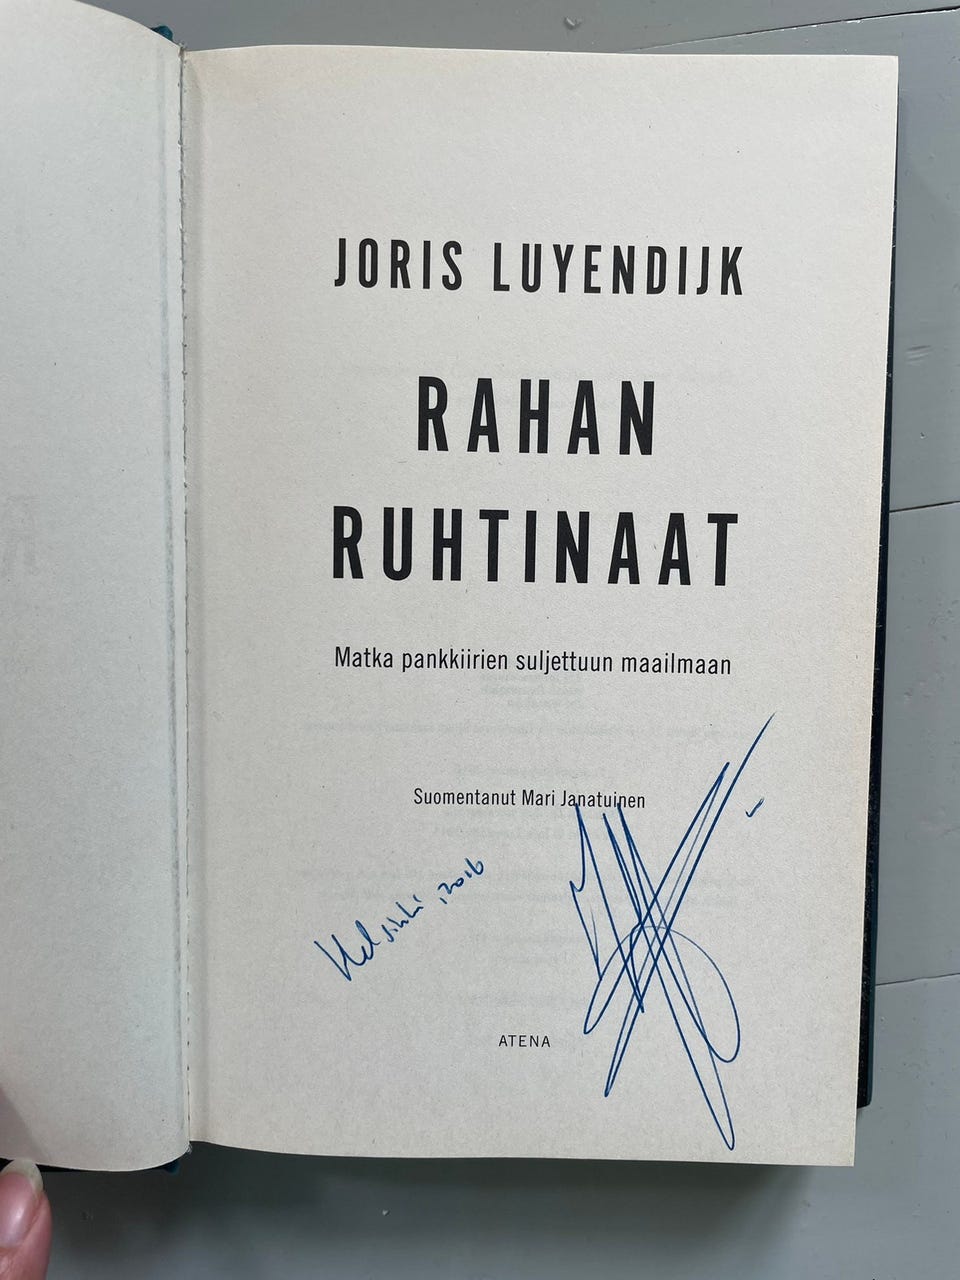 JORIS LUYENDIJK
RAHAN
RUHTINAAT
Matka pankkiirien suljettuun maailmaan
Suomentanut Mari Janatuinen
Helsinki, 2016
ATENA